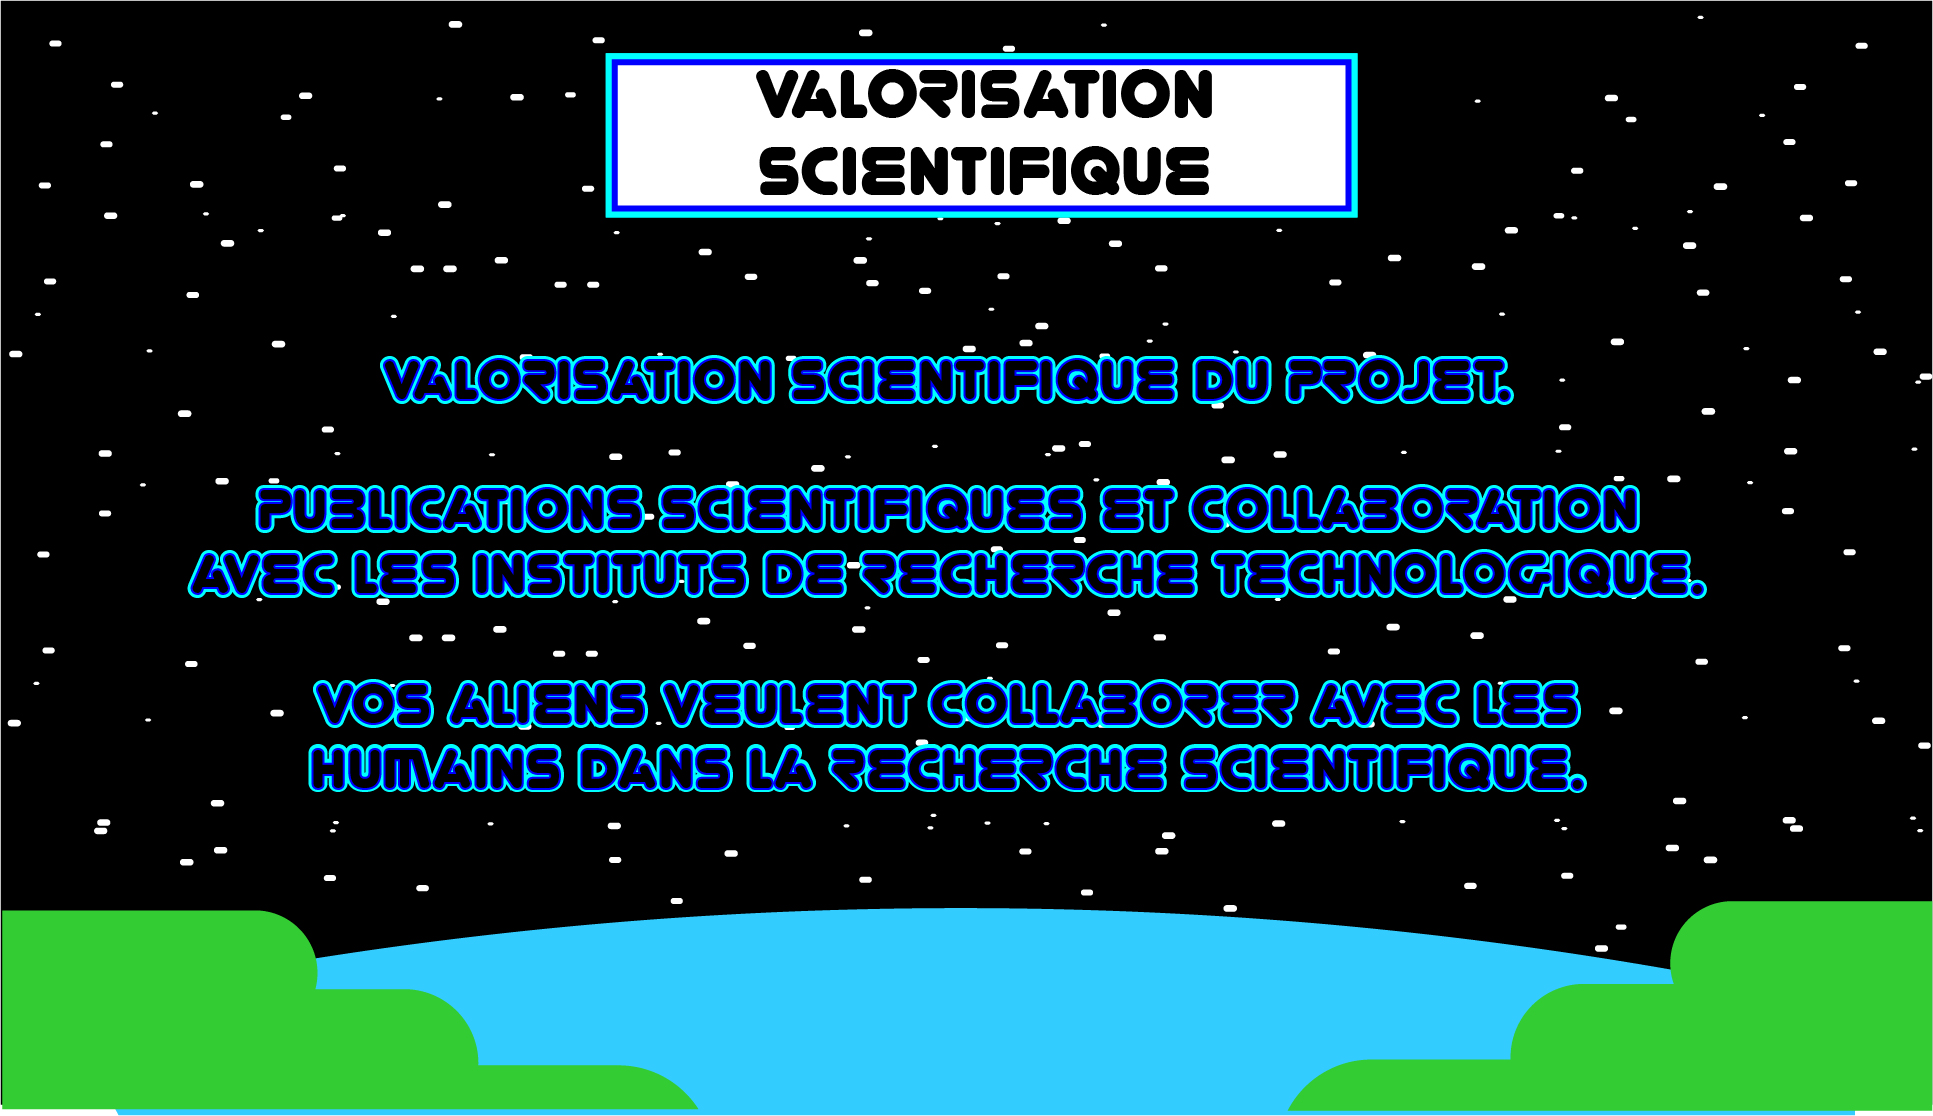 VALORISATION
SCIENTIFIQUE
VALORISATION SCIENTIFIQUE DU PROJET.
PUBLICATIONS SCIENTIFIQUES ET COLLABORATION
AVEC LES INSTITUTS DE RECHERCHE TECHNOLOGIQUE.
VOS ALIENS VEULENT COLLABORER AVEC LES
HUMAINS DANS LA RECHERCHE SCIENTIFIQUE.